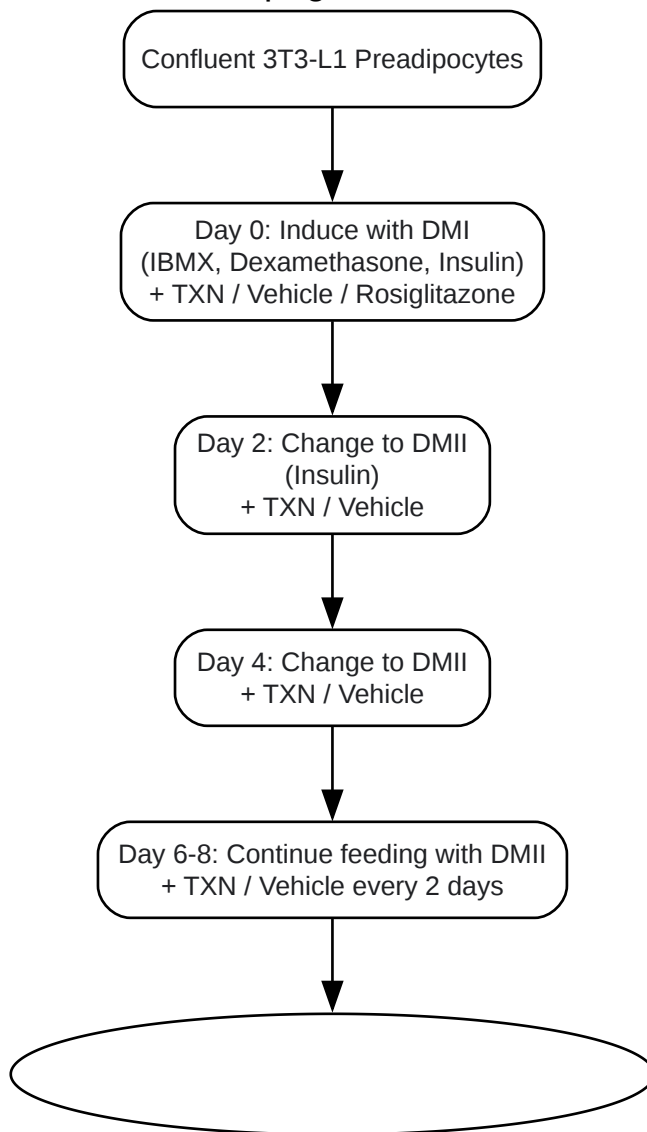 Confluent 3T3-L1 Preadipocytes
Day 0: Induce with DMI
(IBMX, Dexamethasone, Insulin)
+ TXN / Vehicle / Rosiglitazone
Day 2: Change to DMII
(Insulin)
+ TXN / Vehicle
Day 4: Change to DMII
+ TXN / Vehicle
Day 6-8: Continue feeding with DMII
+ TXN / Vehicle every 2 days